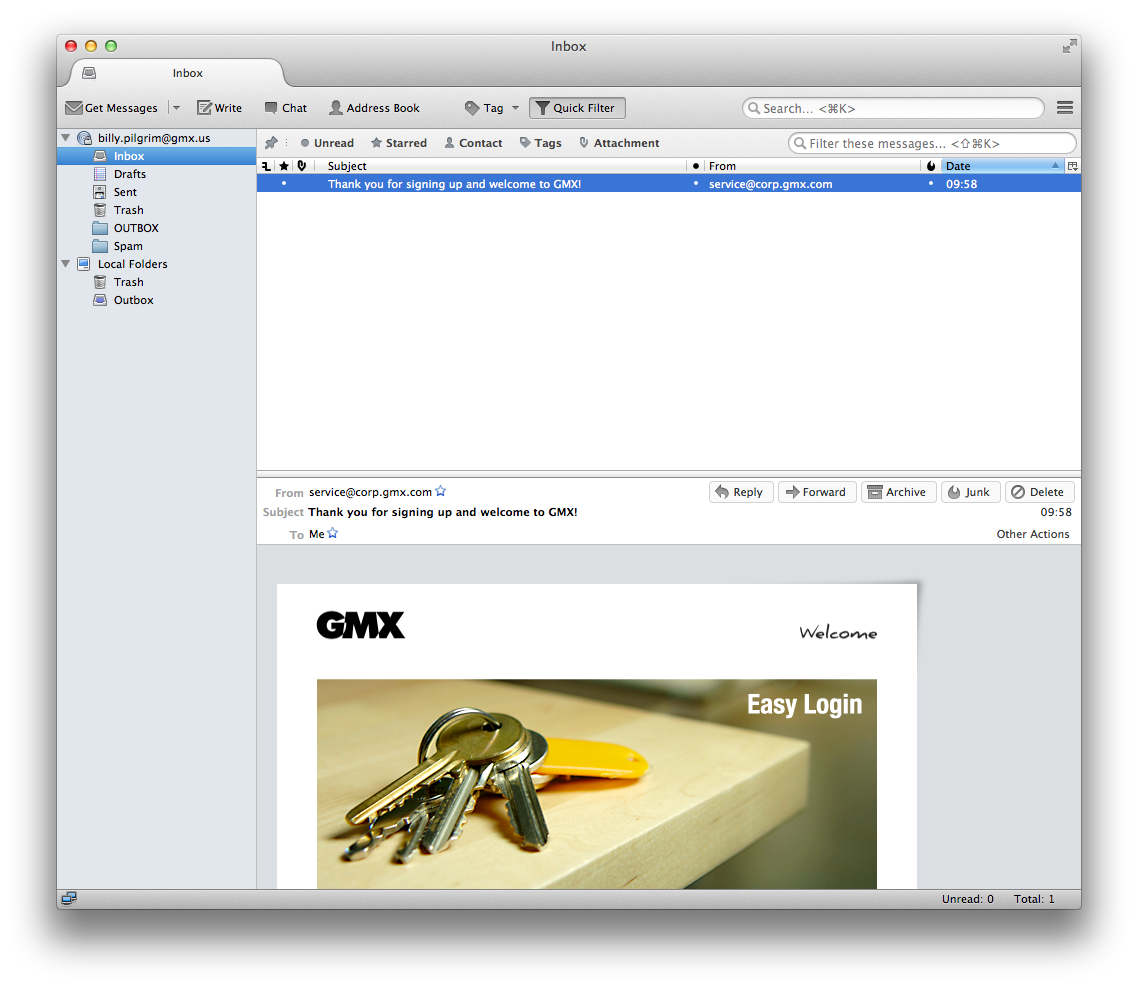 Inbox
Inbox
Get Messages Write Chat Address Book Tag Quick Filter Search... <⌘K>
billy.pilgrim@gmx.us
Inbox
Drafts
Sent
Trash
OUTBOX
Spam
Local Folders
Trash
Outbox
Unread Starred Contact Tags Attachment Filter these messages... <⇧⌘K>
Subject From Date
Thank you for signing up and welcome to GMX! service@corp.gmx.com 09:58
From service@corp.gmx.com Reply Forward Archive Junk Delete
Subject Thank you for signing up and welcome to GMX! 09:58
To Me Other Actions
GMX Welcome
Easy Login
Unread: 0 Total: 1